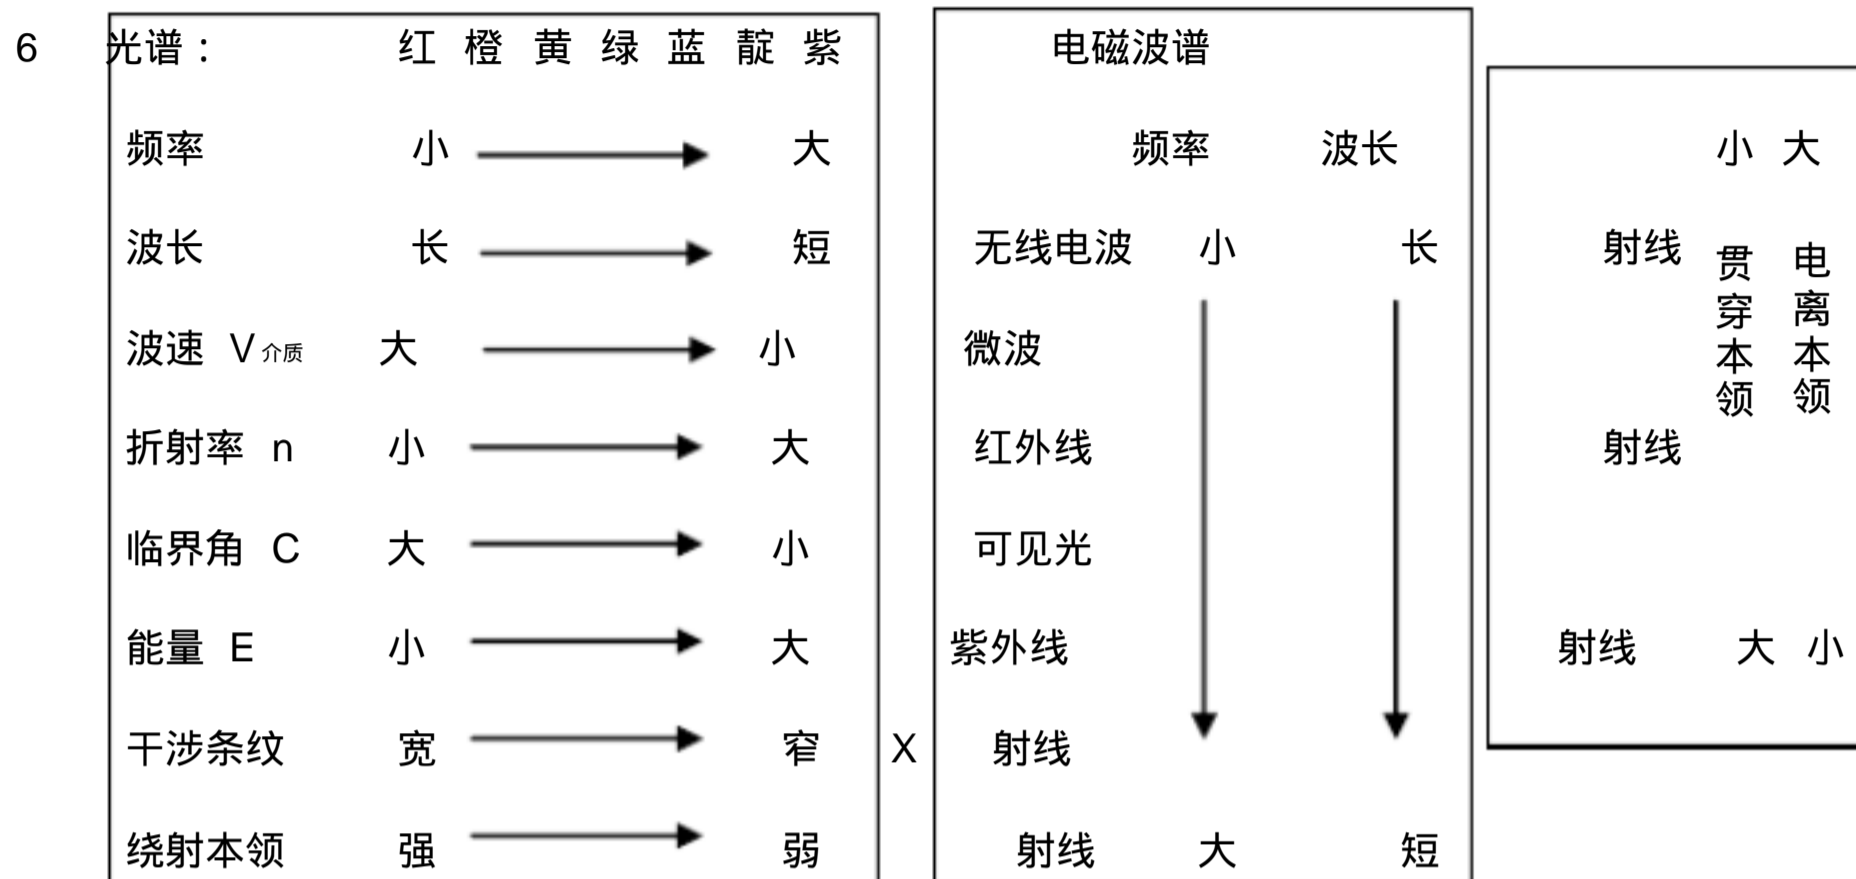 6 光谱： 红 橙 黄 绿 蓝 靛 紫
频率 小 大
波长 长 短
波速 V介质 大 小
折射率 n 小 大
临界角 C 大 小
能量 E 小 大
干涉条纹 宽 窄
绕射本领 强 弱
电磁波谱
频率 波长
无线电波 小 长
微波
红外线
可见光
紫外线
X 射线
射线 大 短
小 大
射线 贯穿本领 电离本领
射线
射线 大 小